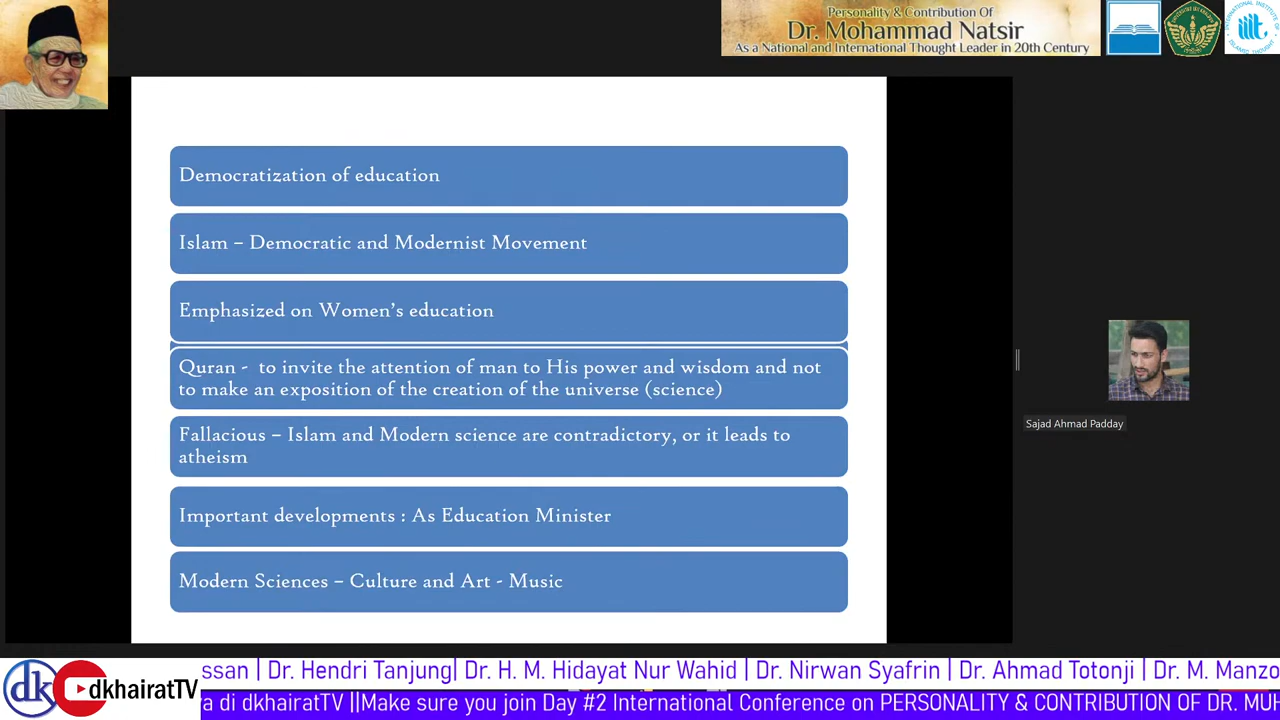 Personality & Contribution Of
Dr. Mohammad Natsir
As a National and International Thought Leader in 20th Century
Democratization of education
Islam – Democratic and Modernist Movement
Emphasized on Women’s education
Quran - to invite the attention of man to His power and wisdom and not
to make an exposition of the creation of the universe (science)
Fallacious – Islam and Modern science are contradictory, or it leads to
atheism
Important developments : As Education Minister
Modern Sciences – Culture and Art - Music
Sajad Ahmad Padday
dk
dkhairatTV
ssan | Dr. Hendri Tanjung| Dr. H. M. Hidayat Nur Wahid | Dr. Nirwan Syafrin | Dr. Ahmad Totonji | Dr. M. Manzo
a di dkhairatTV ||Make sure you join Day #2 International Conference on PERSONALITY & CONTRIBUTION OF DR. MUH